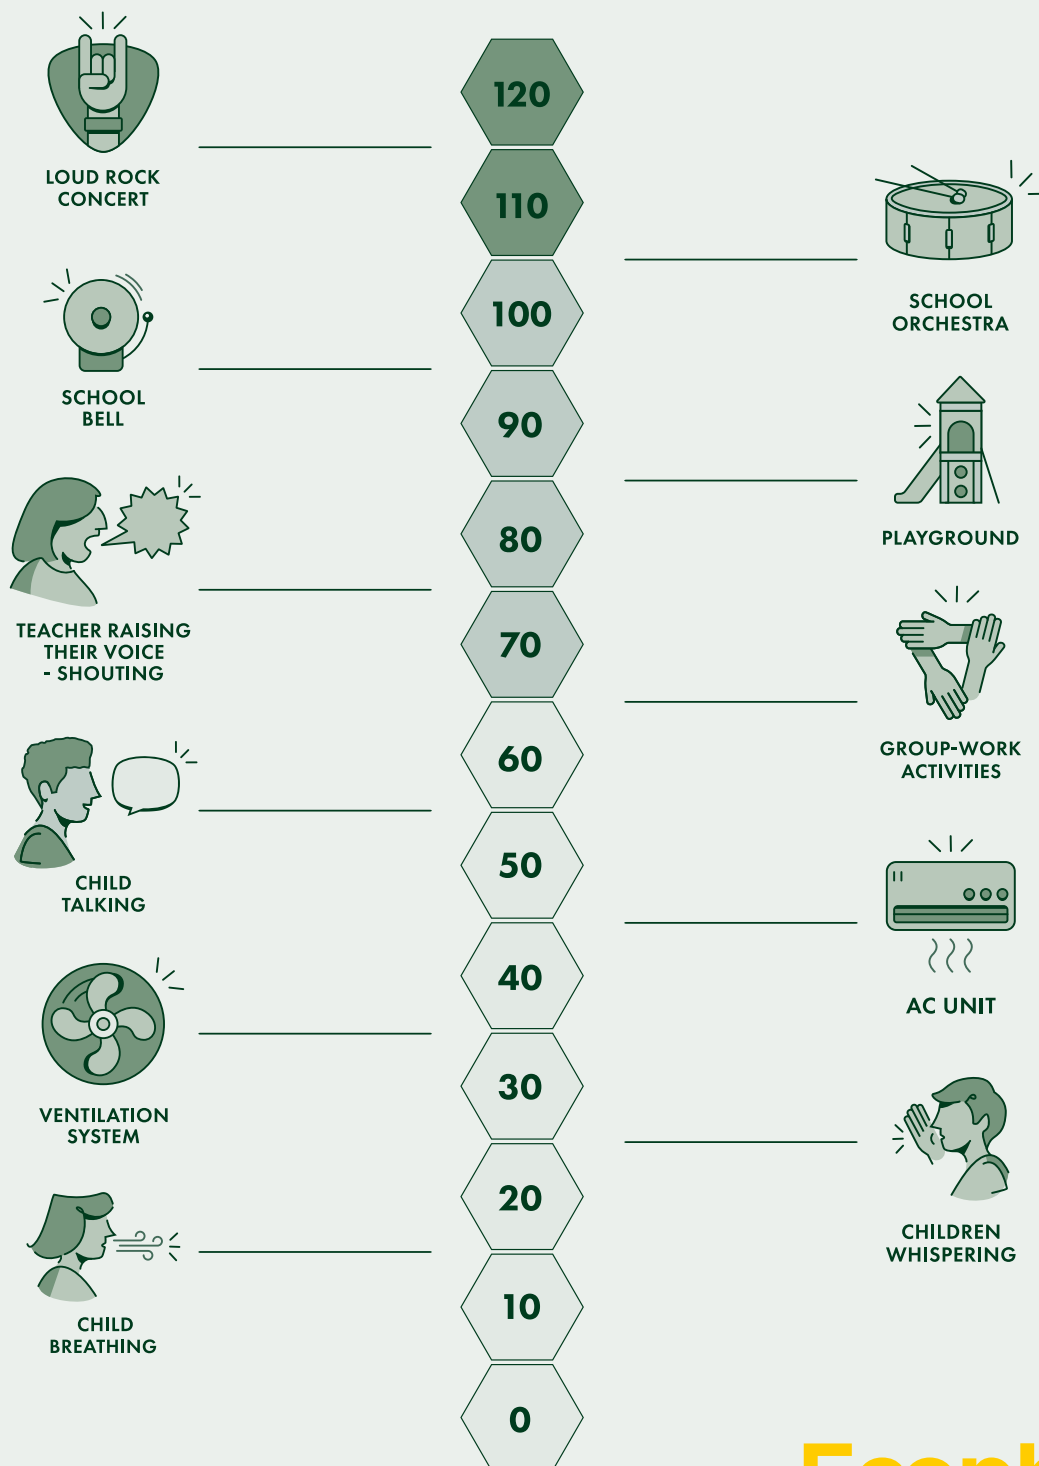 120
LOUD ROCK
CONCERT
110
SCHOOL
ORCHESTRA
100
SCHOOL
BELL
90
PLAYGROUND
80
TEACHER RAISING
THEIR VOICE
- SHOUTING
70
GROUP-WORK
ACTIVITIES
60
CHILD
TALKING
50
AC UNIT
40
VENTILATION
SYSTEM
30
CHILDREN
WHISPERING
20
CHILD
BREATHING
10
0